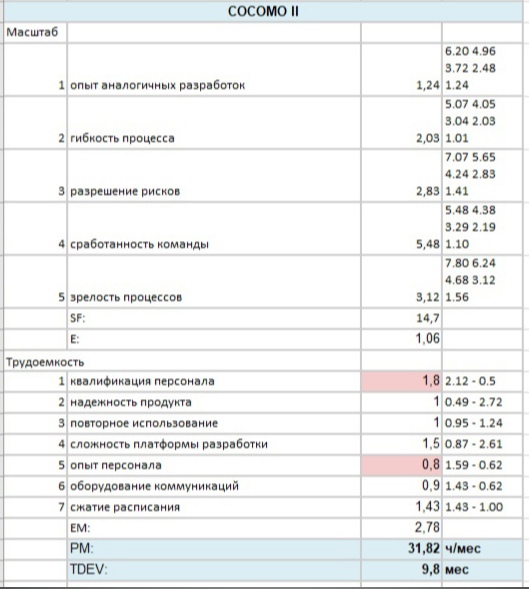 COCOMO II
Масштаб
6.20 4.96
3.72 2.48
1 опыт аналогичных разработок 1,24 1.24
5.07 4.05
3.04 2.03
2 гибкость процесса 2,03 1.01
7.07 5.65
4.24 2.83
3 разрешение рисков 2,83 1.41
5.48 4.38
3.29 2.19
4 сработанность команды 5,48 1.10
7.80 6.24
4.68 3.12
5 зрелость процессов 3,12 1.56
SF: 14,7
E: 1,06
Трудоемкость
1 квалификация персонала 1,8 2.12 - 0.5
2 надежность продукта 1 0.49 - 2.72
3 повторное использование 1 0.95 - 1.24
4 сложность платформы разработки 1,5 0.87 - 2.61
5 опыт персонала 0,8 1.59 - 0.62
6 оборудование коммуникаций 0,9 1.43 - 0.62
7 сжатие расписания 1,43 1.43 - 1.00
EM: 2,78
PM: 31,82 ч/мес
TDEV: 9,8 мес